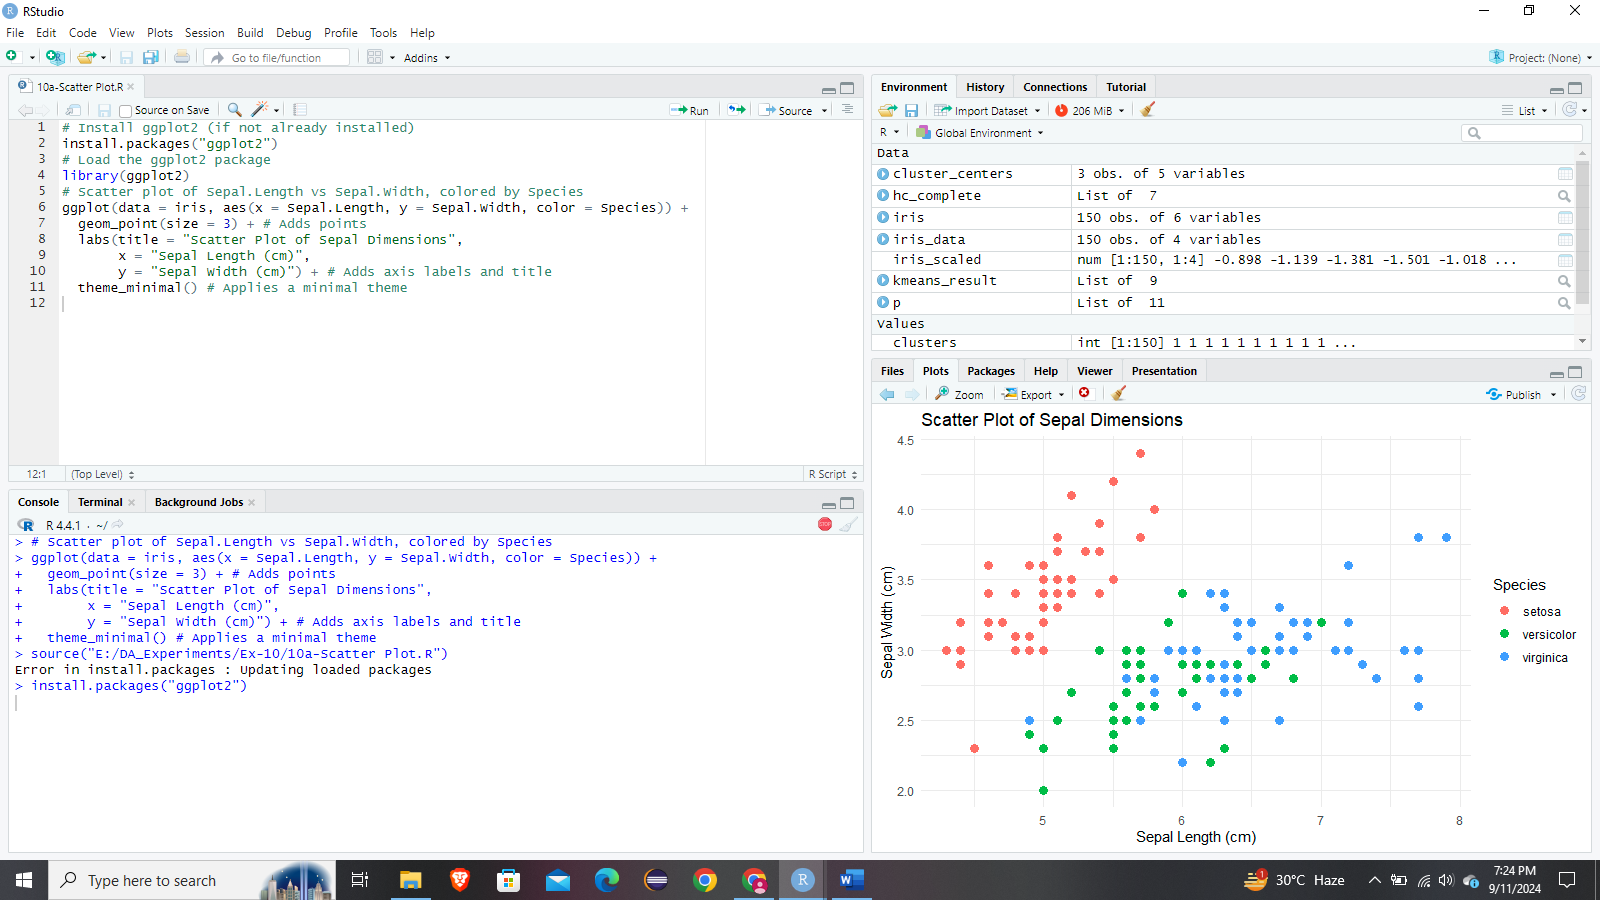 RStudio
File Edit Code View Plots Session Build Debug Profile Tools Help
Go to file/function Addins Project: (None)
10a-Scatter Plot.R
Source on Save Run Source
1 # Install ggplot2 (if not already installed)
2 install.packages("ggplot2")
3 # Load the ggplot2 package
4 library(ggplot2)
5 # Scatter plot of Sepal.Length vs Sepal.Width, colored by Species
6 ggplot(data = iris, aes(x = Sepal.Length, y = Sepal.Width, color = Species)) +
7 geom_point(size = 3) + # Adds points
8 labs(title = "Scatter Plot of Sepal Dimensions",
9 x = "Sepal Length (cm)",
10 y = "Sepal Width (cm)") + # Adds axis labels and title
11 theme_minimal() # Applies a minimal theme
12
12:1 (Top Level) R Script
Console Terminal Background Jobs
R 4.4.1 · ~/
> # Scatter plot of Sepal.Length vs Sepal.Width, colored by Species
> ggplot(data = iris, aes(x = Sepal.Length, y = Sepal.Width, color = Species)) +
+ geom_point(size = 3) + # Adds points
+ labs(title = "Scatter Plot of Sepal Dimensions",
+ x = "Sepal Length (cm)",
+ y = "Sepal Width (cm)") + # Adds axis labels and title
+ theme_minimal() # Applies a minimal theme
> source("E:/DA_Experiments/Ex-10/10a-Scatter Plot.R")
Error in install.packages : Updating loaded packages
> install.packages("ggplot2")
Environment History Connections Tutorial
Import Dataset 206 MiB List
R Global Environment
Data
cluster_centers 3 obs. of 5 variables
hc_complete List of 7
iris 150 obs. of 6 variables
iris_data 150 obs. of 4 variables
iris_scaled num [1:150, 1:4] -0.898 -1.139 -1.381 -1.501 -1.018 ...
kmeans_result List of 9
p List of 11
Values
clusters int [1:150] 1 1 1 1 1 1 1 1 1 1 ...
Files Plots Packages Help Viewer Presentation
Zoom Export Publish
Scatter Plot of Sepal Dimensions
4.5
4.0
3.5
3.0
2.5
2.0
Sepal Width (cm)
5 6 7 8
Sepal Length (cm)
Species
setosa
versicolor
virginica
Type here to search
1 30°C Haze
7:24 PM
9/11/2024